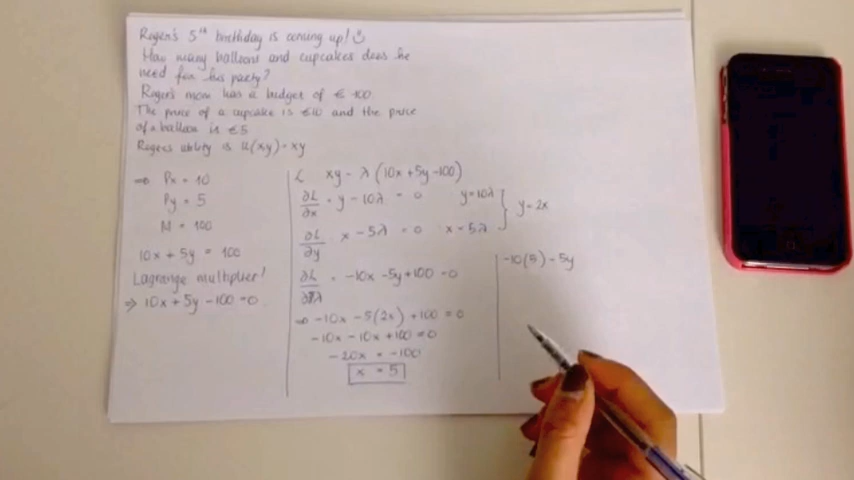 Roger's 5th birthday is coming up! :)
How many balloons and cupcakes does he
need for his party?
Roger's mom has a budget of € 100
The price of a cupcake is €10 and the price
of a balloon is €5
Rogers utility is U(xy) = xy
⇒ Px = 10
Py = 5
M = 100
10x + 5y = 100
Lagrange multiplier!
⇒ 10x + 5y - 100 = 0
L xy - λ (10x + 5y - 100)
∂L/∂x = y - 10λ = 0 y = 10λ
∂L/∂y x - 5λ = 0 x - 5λ
} y = 2x
∂L/∂λ = -10x - 5y + 100 = 0
⇒ -10x - 5(2x) + 100 = 0
-10x - 10x + 100 = 0
-20x = -100
x = 5
-10(5) - 5y